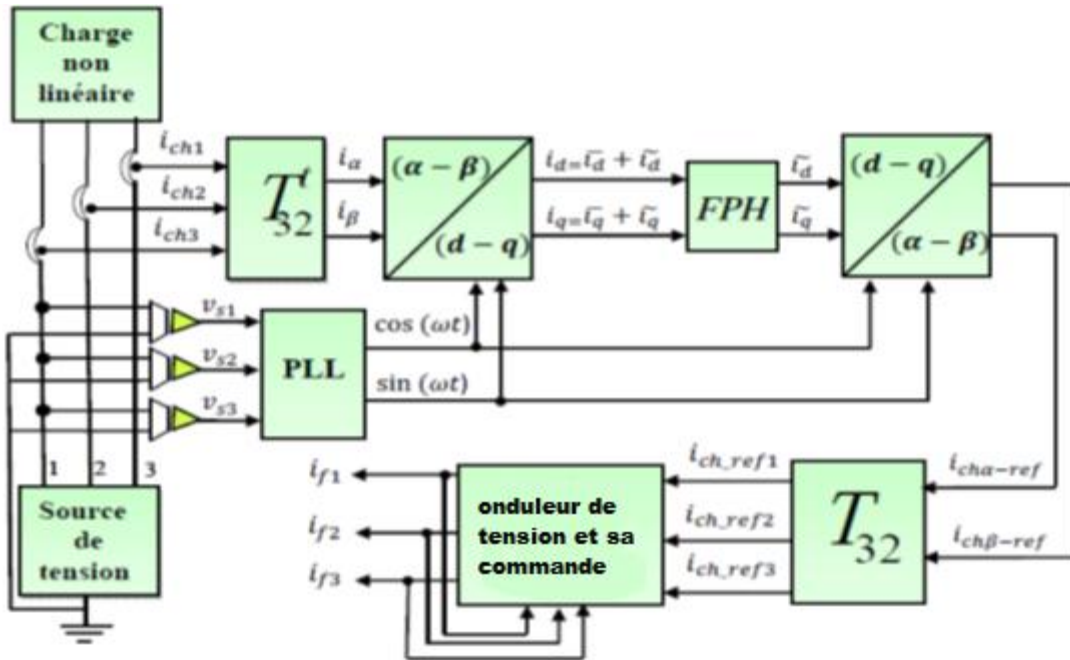 Charge
non
linéaire
i_ch1
i_ch2
i_ch3
T^t_32
i_α
i_β
(α − β)
(d − q)
i_d= i̅_d + ĩ_d
i_q= i̅_q + ĩ_q
FPH
ĩ_d
ĩ_q
(d − q)
(α − β)
v_s1
v_s2
v_s3
PLL
cos (ωt)
sin (ωt)
1
2
3
Source
de
tension
i_f1
i_f2
i_f3
onduleur de
tension et sa
commande
i_ch_ref1
i_ch_ref2
i_ch_ref3
T_32
i_chα−ref
i_chβ−ref